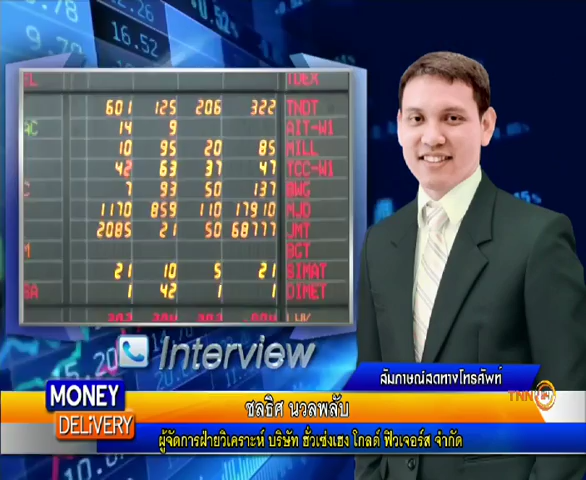 TDEX
601 125 206 322 TNDT
14 9 AIT-W1
10 95 20 85 MILL
42 63 37 47 TCC-W1
7 93 50 137 BWG
1170 859 110 17910 MJD
2085 21 50 68777 JMT
BCT
21 10 5 21 SIMAT
1 42 1 1 DIMET
Interview
สัมภาษณ์สดทางโทรศัพท์
TNN 24
MONEY
DELiVERY
ชลธิศ นวลพลับ
ผู้จัดการฝ่ายวิเคราะห์ บริษัท ฮั่วเซ่งเฮง โกลด์ ฟิวเจอร์ส จำกัด